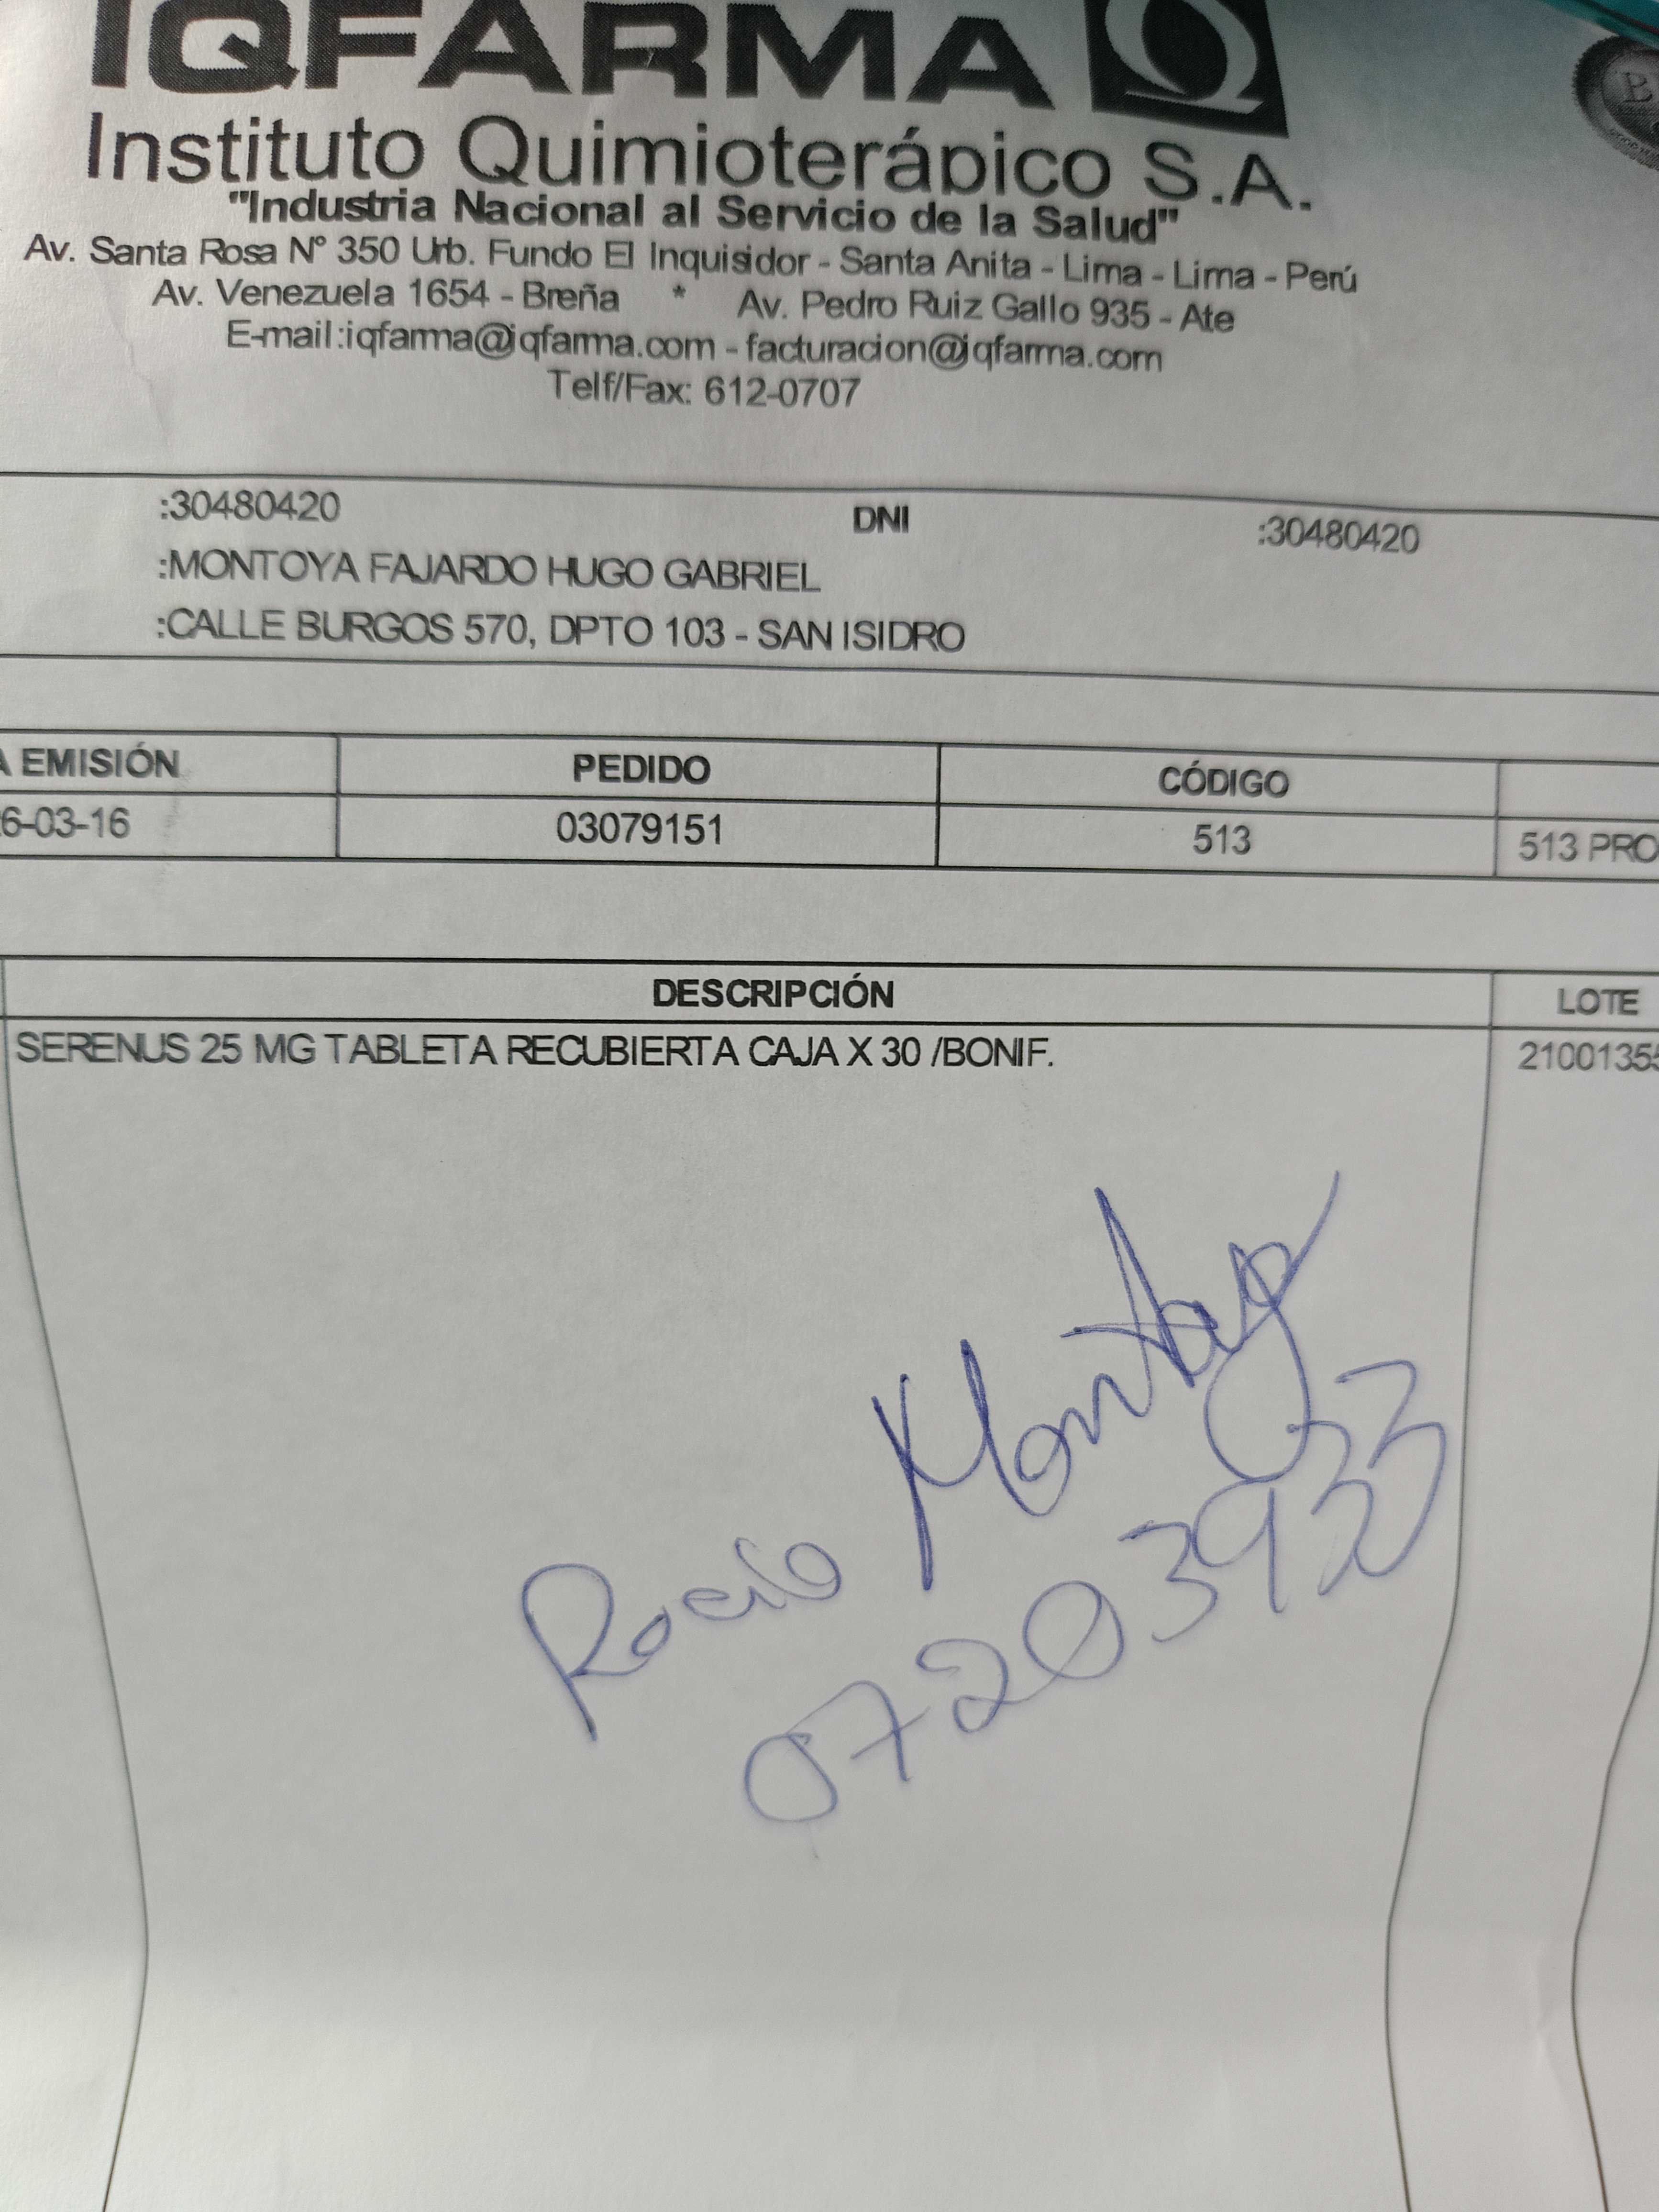 IQFARMA
Instituto Quimioterápico S.A.
"Industria Nacional al Servicio de la Salud"
Av. Santa Rosa Nº 350 Urb. Fundo El Inquisidor - Santa Anita - Lima - Lima - Perú
Av. Venezuela 1654 - Breña * Av. Pedro Ruiz Gallo 935 - Ate
E-mail:iqfarma@iqfarma.com - facturacion@iqfarma.com
Telf/Fax: 612-0707
:30480420 DNI :30480420
:MONTOYA FAJARDO HUGO GABRIEL
:CALLE BURGOS 570, DPTO 103 - SAN ISIDRO
A EMISIÓN PEDIDO CÓDIGO
6-03-16 03079151 513 513 PRO
DESCRIPCIÓN LOTE
SERENUS 25 MG TABLETA RECUBIERTA CAJA X 30 /BONIF. 2100135
Rocio Montoya
07203933